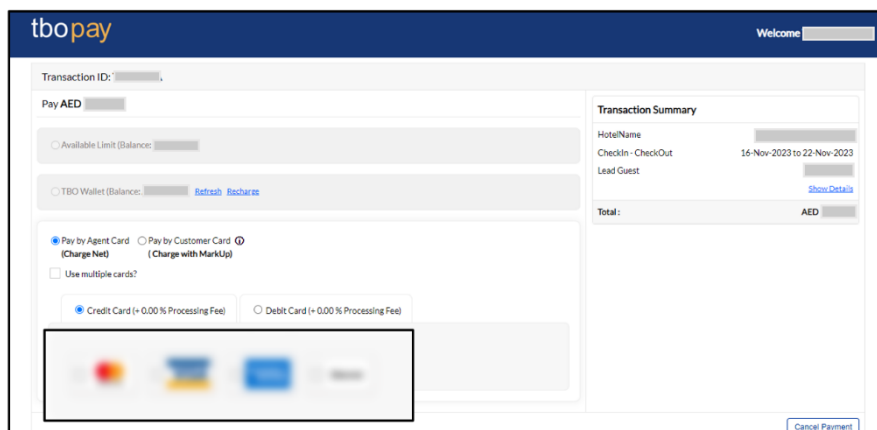 tbopay
Welcome
Transaction ID:
Pay AED
Available Limit (Balance:
TBO Wallet (Balance: Refresh Recharge
Pay by Agent Card Pay by Customer Card
(Charge Net) ( Charge with MarkUp)
Use multiple cards?
Credit Card (+ 0.00 % Processing Fee) Debit Card (+ 0.00 % Processing Fee)
Transaction Summary
HotelName
CheckIn - CheckOut 16-Nov-2023 to 22-Nov-2023
Lead Guest
Show Details
Total : AED
Cancel Payment